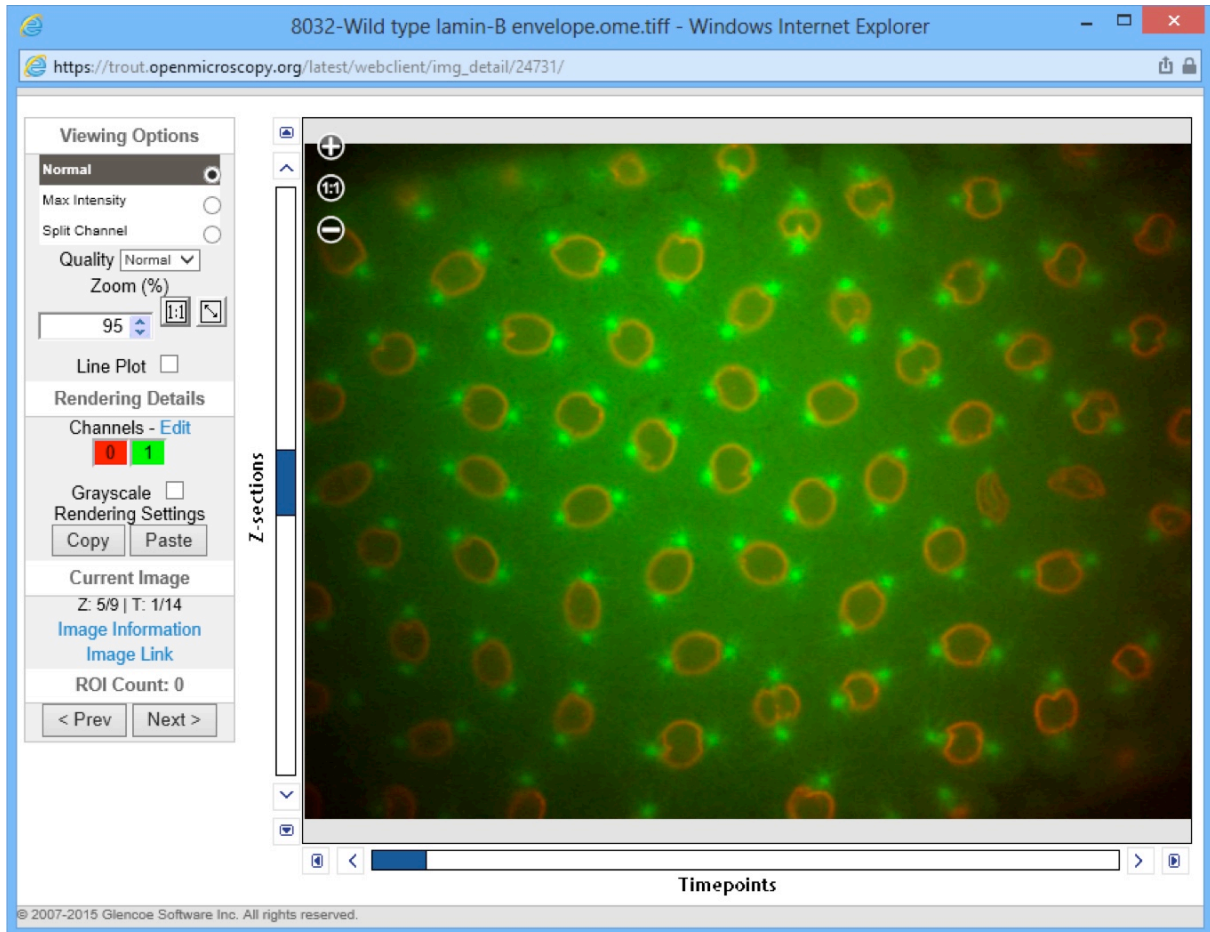 8032-Wild type lamin-B envelope.ome.tiff - Windows Internet Explorer
https://trout.openmicroscopy.org/latest/webclient/img_detail/24731/
Viewing Options
Normal
Max Intensity
Split Channel
Quality Normal
Zoom (%)
95 1:1
Line Plot
Rendering Details
Channels - Edit
0 1
Grayscale
Rendering Settings
Copy Paste
Current Image
Z: 5/9 | T: 1/14
Image Information
Image Link
ROI Count: 0
< Prev Next >
Z-sections
1:1
Timepoints
© 2007-2015 Glencoe Software Inc. All rights reserved.